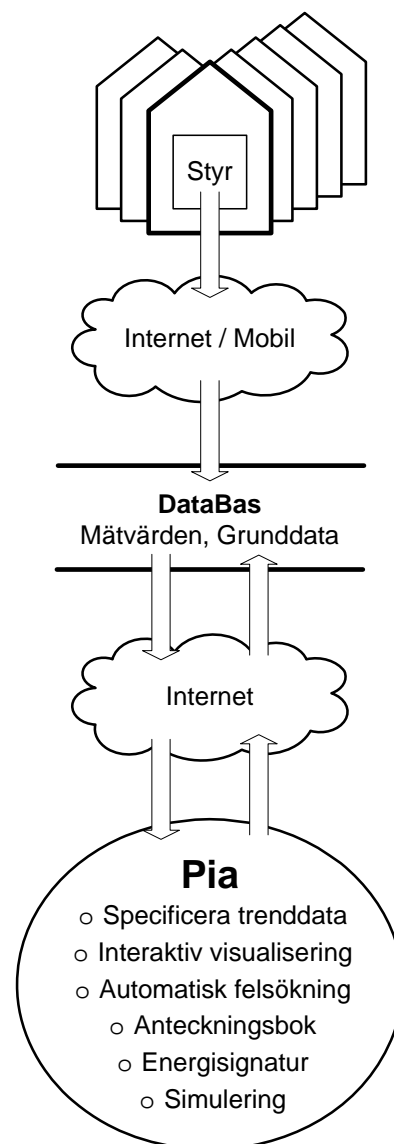 Styr
Internet / Mobil
DataBas
Mätvärden, Grunddata
Internet
Pia
o Specificera trenddata
o Interaktiv visualisering
o Automatisk felsökning
o Anteckningsbok
o Energisignatur
o Simulering